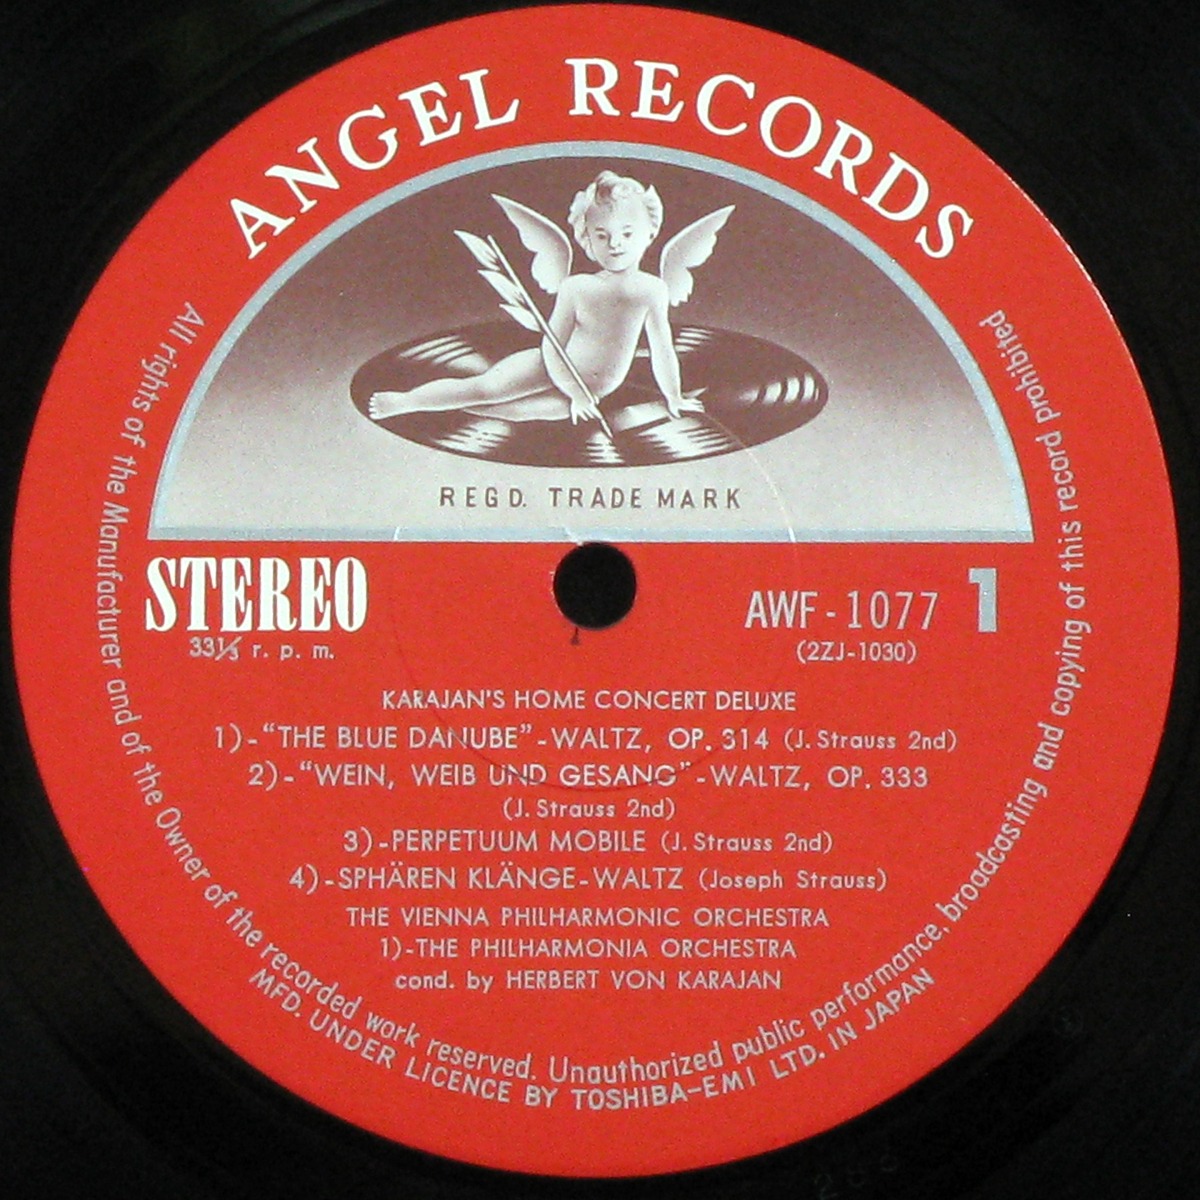 ANGEL RECORDS
REGD. TRADE MARK
STEREO
33⅓ r. p. m.
AWF-1077 1
(2ZJ-1030)
KARAJAN'S HOME CONCERT DELUXE
1)-“THE BLUE DANUBE”-WALTZ, OP. 314 (J. Strauss 2nd)
2)-“WEIN, WEIB UND GESANG”-WALTZ, OP. 333
(J. Strauss 2nd)
3)-PERPETUUM MOBILE (J. Strauss 2nd)
4)-SPHÄREN KLÄNGE-WALTZ (Joseph Strauss)
THE VIENNA PHILHARMONIC ORCHESTRA
1)-THE PHILHARMONIA ORCHESTRA
cond. by HERBERT VON KARAJAN
All rights of the Manufacturer and of the Owner of the recorded work reserved. Unauthorized public performance, broadcasting and copying of this record prohibited
MFD. UNDER LICENCE BY TOSHIBA-EMI LTD. IN JAPAN